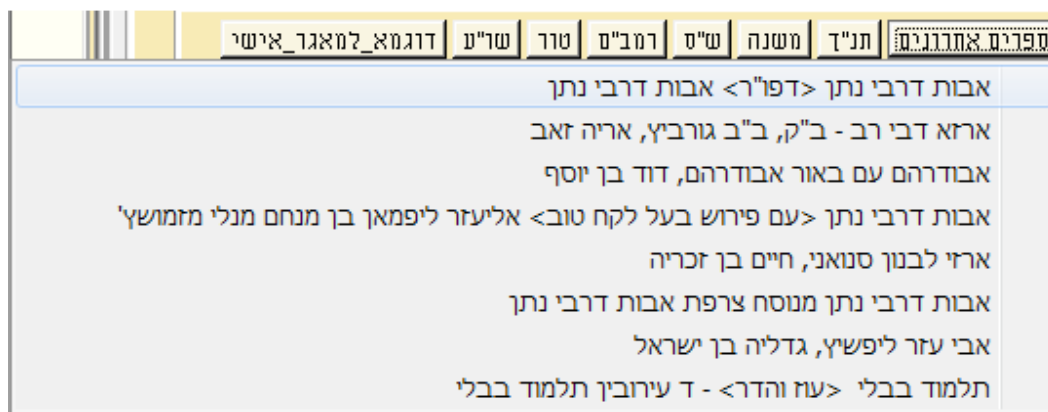 ספרים אחרונים תנ"ך משנה ש"ס רמב"ם טור שו"ע דוגמא_למאגר_אישי
אבות דרבי נתן <דפו"ר> אבות דרבי נתן
ארזא דבי רב - ב"ק, ב"ב גורביץ, אריה זאב
אבודרהם עם באור אבודרהם, דוד בן יוסף
אבות דרבי נתן <עם פירוש בעל לקח טוב> אליעזר ליפמאן בן מנחם מנלי מזמושץ'
ארזי לבנון סנואני, חיים בן זכריה
אבות דרבי נתן מנוסח צרפת אבות דרבי נתן
אבי עזר ליפשיץ, גדליה בן ישראל
תלמוד בבלי <עוז והדר> - ד עירובין תלמוד בבלי